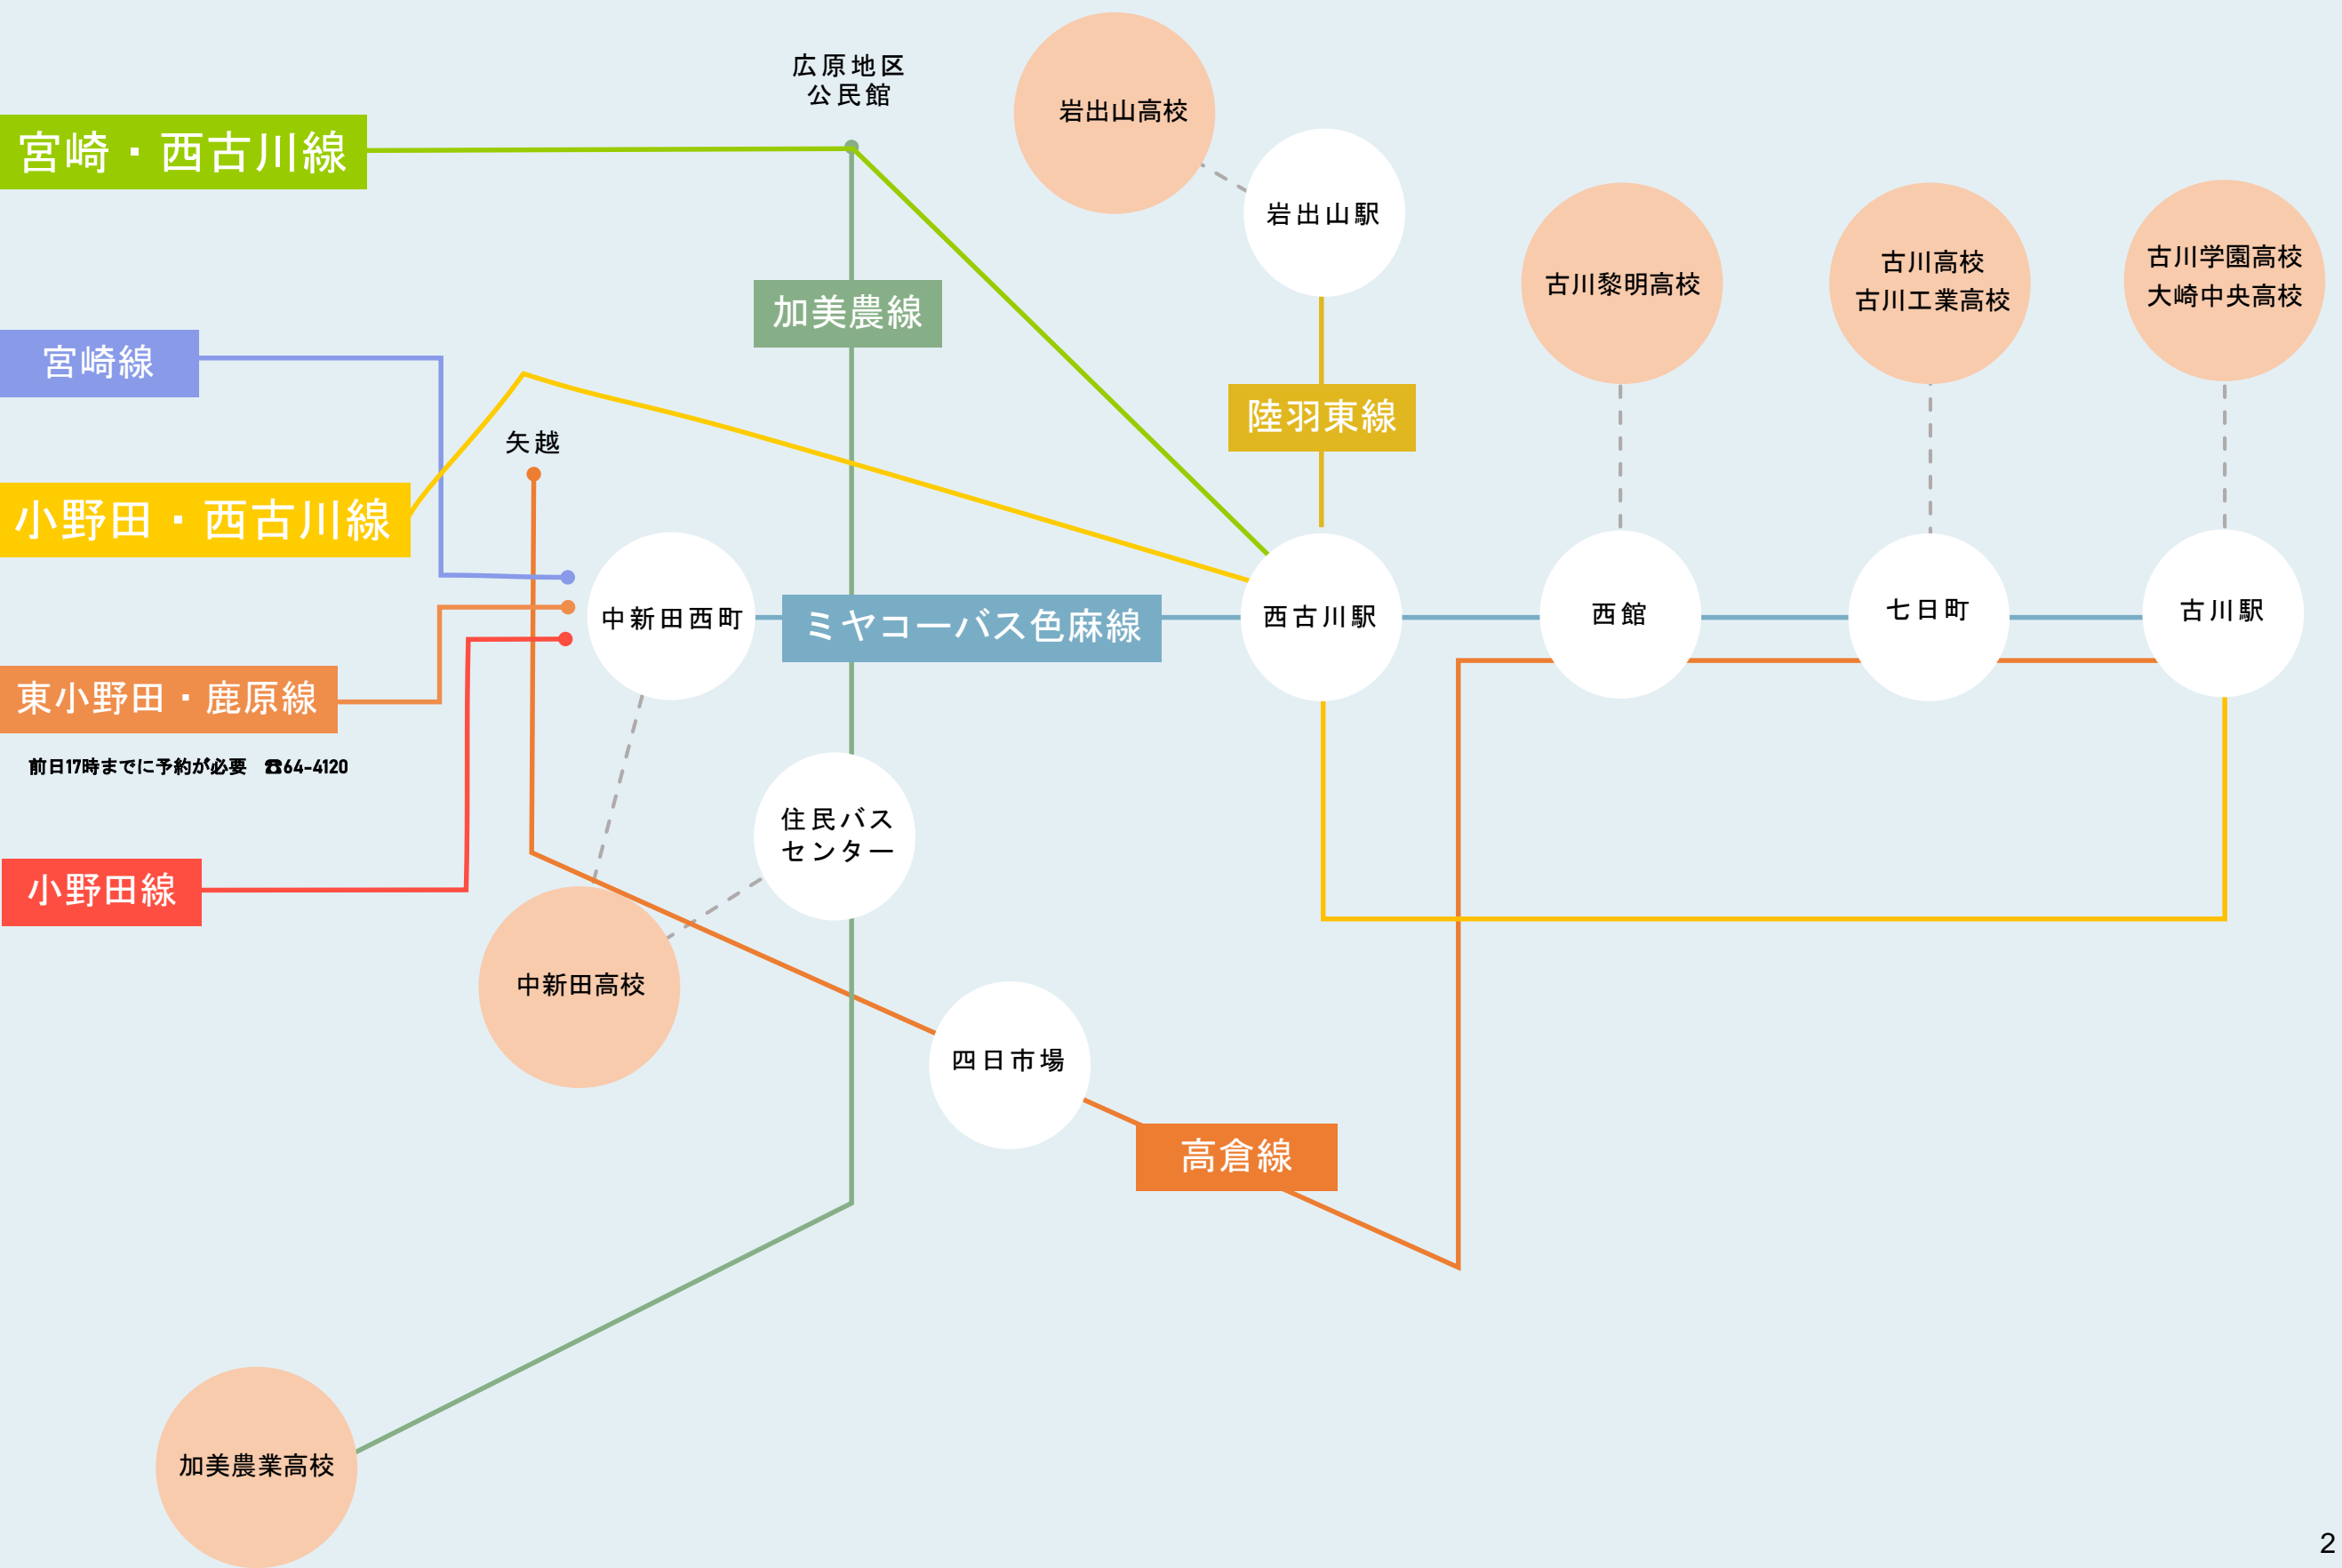 広原地区
公民館
岩出山高校
宮崎・西古川線
岩出山駅
古川黎明高校
古川高校
古川工業高校
古川学園高校
大崎中央高校
加美農線
宮崎線
陸羽東線
矢越
小野田・西古川線
中新田西町
ミヤコーバス色麻線
西古川駅
西館
七日町
古川駅
東小野田・鹿原線
前日17時までに予約が必要　☎64-4120
住民バス
センター
小野田線
中新田高校
四日市場
高倉線
加美農業高校
2